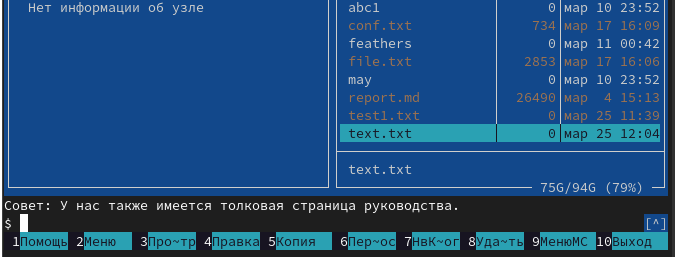 Нет информации об узле
abc1 0 мар 10 23:52
conf.txt 734 мар 17 16:09
feathers 0 мар 11 00:42
file.txt 2853 мар 17 16:06
may 0 мар 10 23:52
report.md 26490 мар 4 15:13
test1.txt 0 мар 25 11:39
text.txt 0 мар 25 12:04
text.txt
75G/94G (79%)
Совет: У нас также имеется толковая страница руководства.
$ [^]
1Помощь 2Меню 3Про~тр 4Правка 5Копия 6Пер~ос 7НвК~ог 8Уда~ть 9МенюМС 10Выход